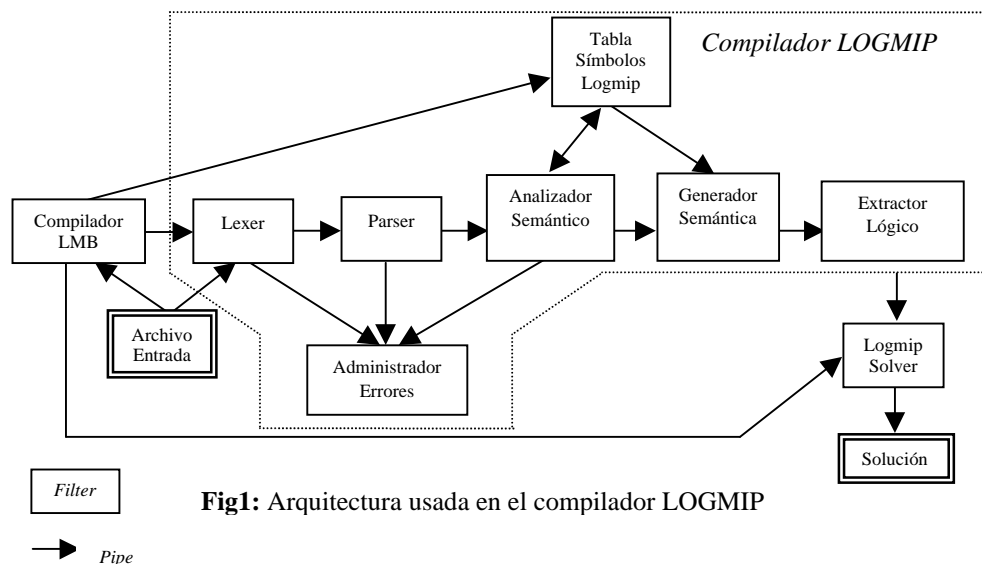 Tabla
Símbolos
Logmip
Compilador LOGMIP
Compilador
LMB
Lexer
Parser
Analizador
Semántico
Generador
Semántica
Extractor
Lógico
Archivo
Entrada
Administrador
Errores
Logmip
Solver
Solución
Filter
Fig1: Arquitectura usada en el compilador LOGMIP
Pipe